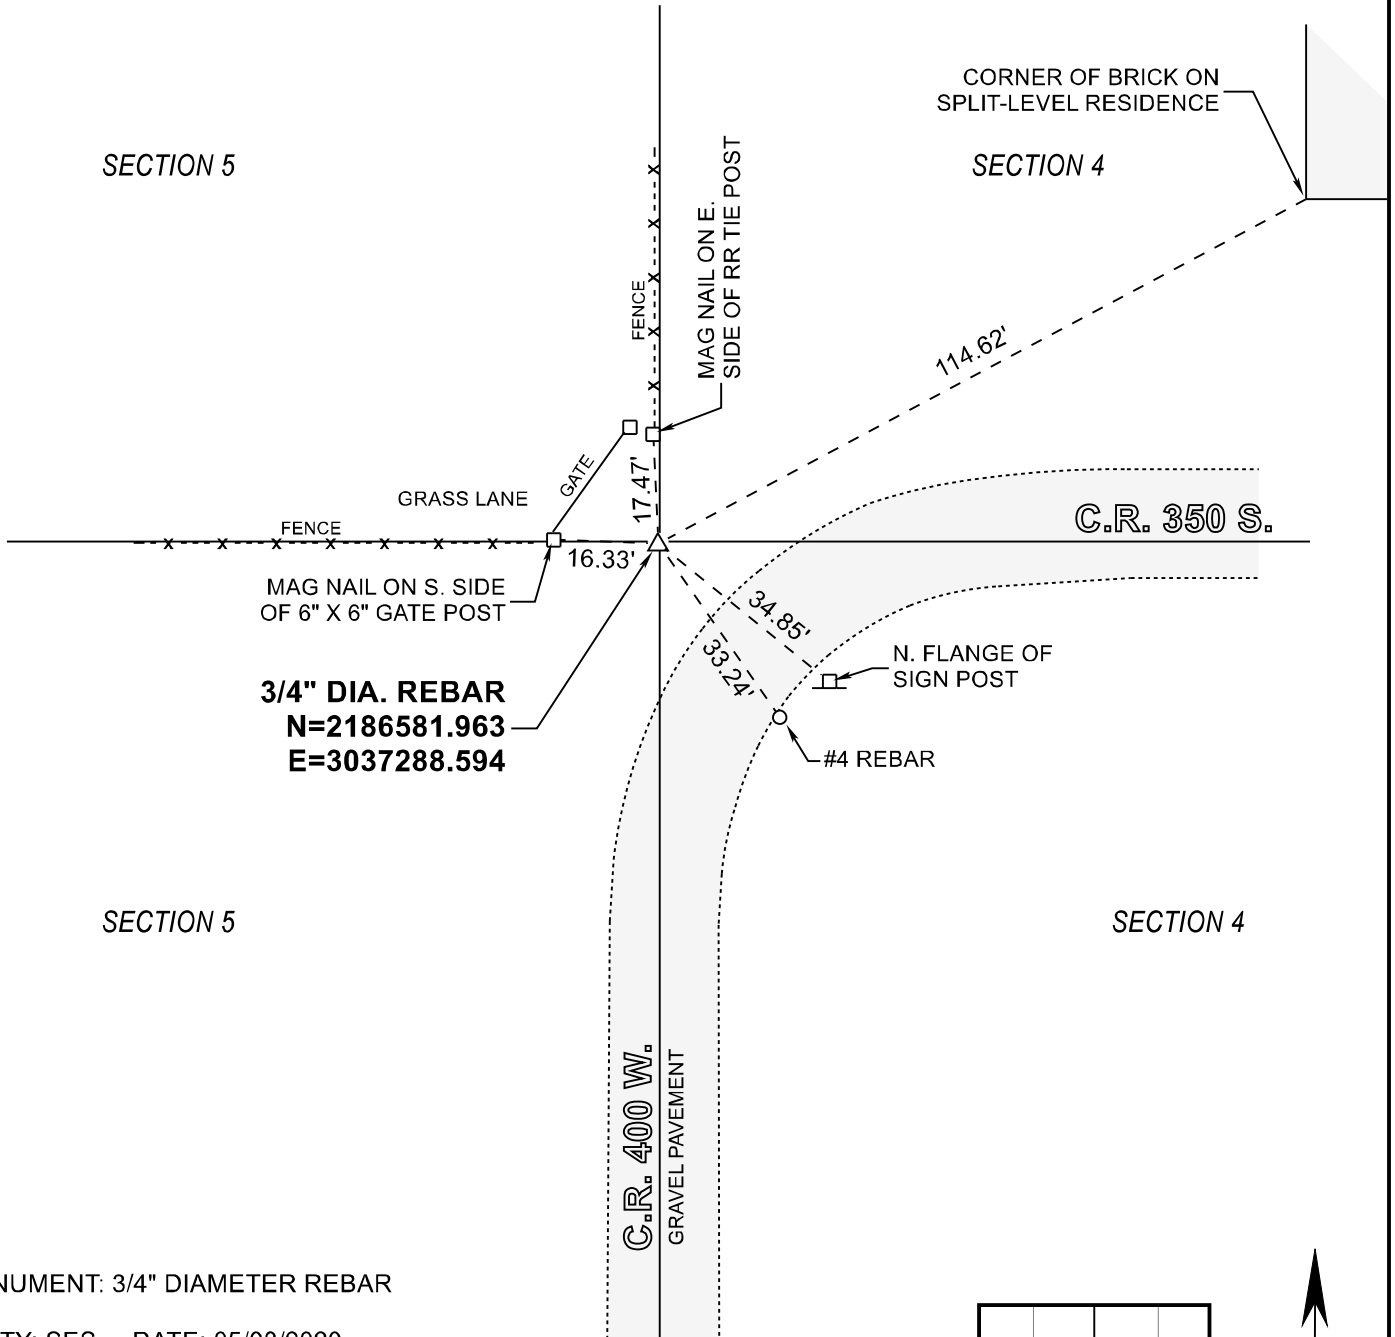 CORNER OF BRICK ON
SPLIT-LEVEL RESIDENCE
SECTION 5
SECTION 4
MAG NAIL ON E.
SIDE OF RR TIE POST
FENCE
114.62'
GATE
17.47'
GRASS LANE
FENCE
C.R. 350 S.
16.33'
MAG NAIL ON S. SIDE
OF 6" X 6" GATE POST
34.85'
33.24'
N. FLANGE OF
SIGN POST
3/4" DIA. REBAR
N=2186581.963
E=3037288.594
#4 REBAR
SECTION 5
SECTION 4
C.R. 400 W.
GRAVEL PAVEMENT
NUMENT: 3/4" DIAMETER REBAR